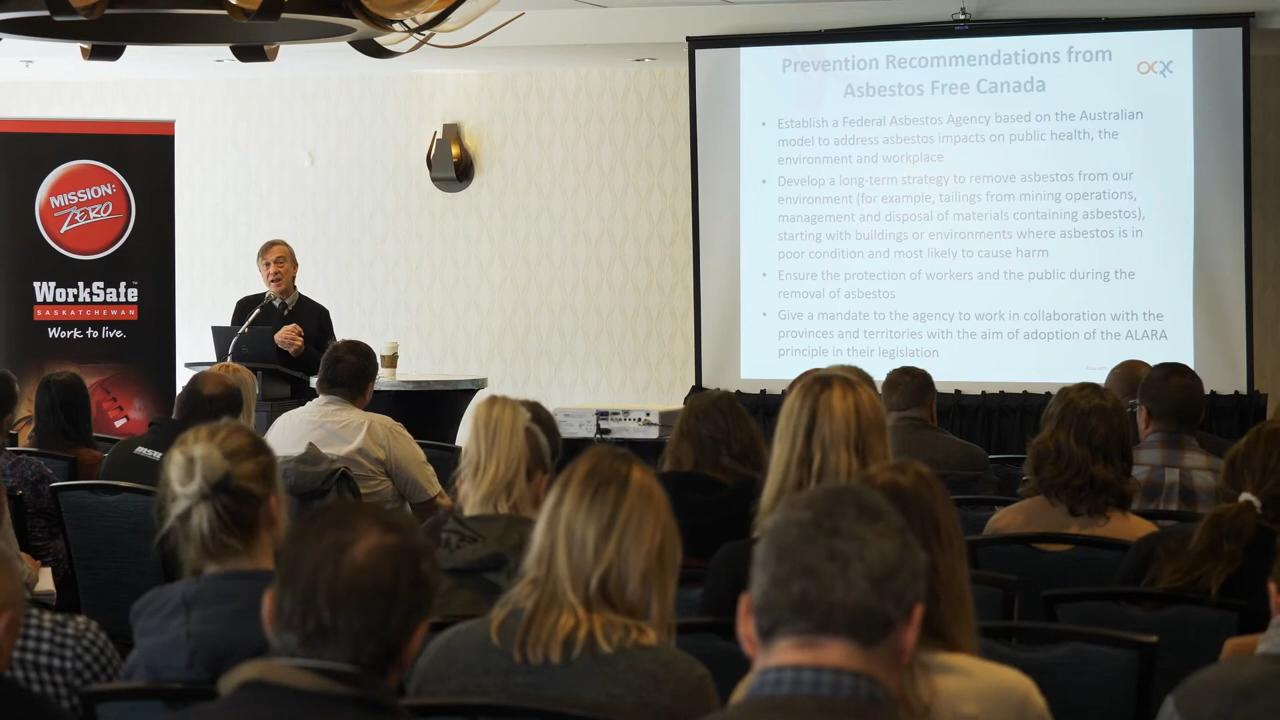 MISSION:
ZERO
WorkSafe™
SASKATCHEWAN
Work to live.
Prevention Recommendations from
Asbestos Free Canada
• Establish a Federal Asbestos Agency based on the Australian
model to address asbestos impacts on public health, the
environment and workplace
• Develop a long-term strategy to remove asbestos from our
environment (for example, tailings from mining operations,
management and disposal of materials containing asbestos),
starting with buildings or environments where asbestos is in
poor condition and most likely to cause harm
• Ensure the protection of workers and the public during the
removal of asbestos
• Give a mandate to the agency to work in collaboration with the
provinces and territories with the aim of adoption of the ALARA
principle in their legislation